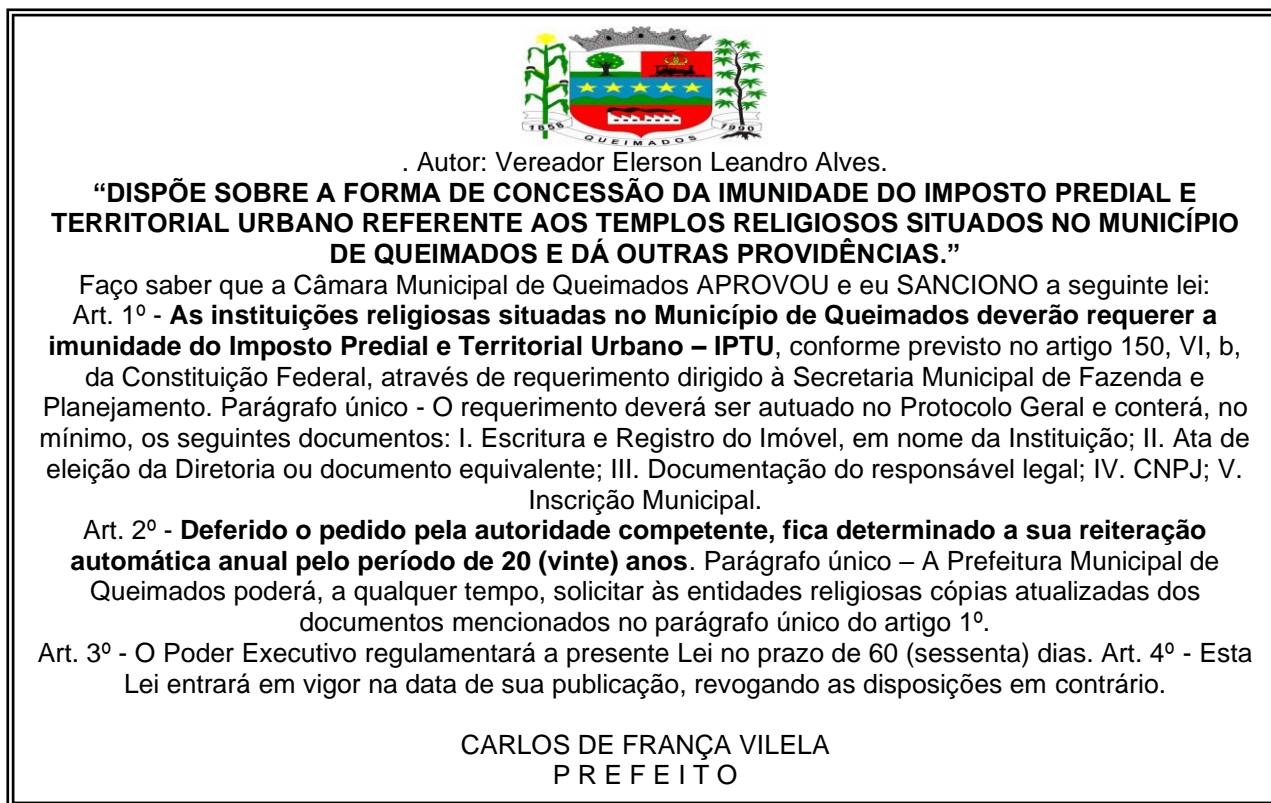 1858
1990
QUEIMADOS
. Autor: Vereador Elerson Leandro Alves.
“DISPÕE SOBRE A FORMA DE CONCESSÃO DA IMUNIDADE DO IMPOSTO PREDIAL E
TERRITORIAL URBANO REFERENTE AOS TEMPLOS RELIGIOSOS SITUADOS NO MUNICÍPIO
DE QUEIMADOS E DÁ OUTRAS PROVIDÊNCIAS.”
Faço saber que a Câmara Municipal de Queimados APROVOU e eu SANCIONO a seguinte lei:
Art. 1º - As instituições religiosas situadas no Município de Queimados deverão requerer a
imunidade do Imposto Predial e Territorial Urbano – IPTU, conforme previsto no artigo 150, VI, b,
da Constituição Federal, através de requerimento dirigido à Secretaria Municipal de Fazenda e
Planejamento. Parágrafo único - O requerimento deverá ser autuado no Protocolo Geral e conterá, no
mínimo, os seguintes documentos: I. Escritura e Registro do Imóvel, em nome da Instituição; II. Ata de
eleição da Diretoria ou documento equivalente; III. Documentação do responsável legal; IV. CNPJ; V.
Inscrição Municipal.
Art. 2º - Deferido o pedido pela autoridade competente, fica determinado a sua reiteração
automática anual pelo período de 20 (vinte) anos. Parágrafo único – A Prefeitura Municipal de
Queimados poderá, a qualquer tempo, solicitar às entidades religiosas cópias atualizadas dos
documentos mencionados no parágrafo único do artigo 1º.
Art. 3º - O Poder Executivo regulamentará a presente Lei no prazo de 60 (sessenta) dias. Art. 4º - Esta
Lei entrará em vigor na data de sua publicação, revogando as disposições em contrário.
CARLOS DE FRANÇA VILELA
P R E F E I T O